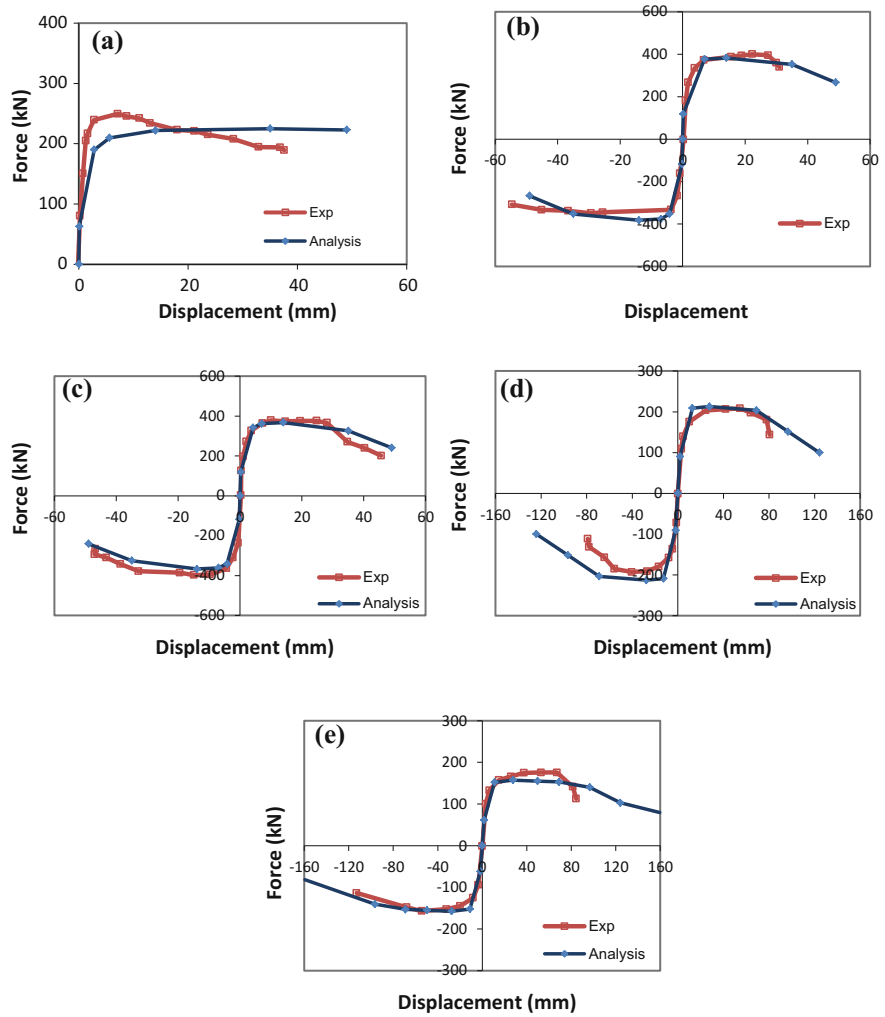 (a)
Force (kN)
400
300
200
100
0
0 20 40 60
Displacement (mm)
Exp
Analysis
(b)
Force (kN)
600
400
200
0
-200
-400
-600
-60 -40 -20 0 20 40 60
Displacement
Exp
(c)
Force (kN)
600
400
200
0
-200
-400
-600
-60 -40 -20 0 20 40 60
Displacement (mm)
Exp
Analysis
(d)
Force (kN)
300
200
100
0
-100
-200
-300
-160 -120 -80 -40 0 40 80 120 160
Displacement (mm)
Exp
Analysis
(e)
Force (kN)
300
200
100
0
-100
-200
-300
-160 -120 -80 -40 0 40 80 120 160
Displacement (mm)
Exp
Analysis